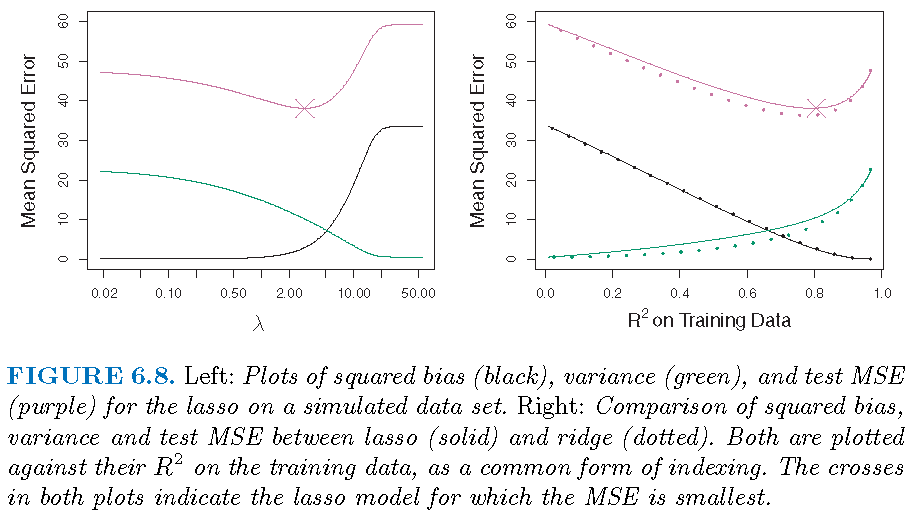 60
50
40
30
20
10
0
Mean Squared Error
0.02 0.10 0.50 2.00 10.00 50.00
λ
60
50
40
30
20
10
0
Mean Squared Error
0.0 0.2 0.4 0.6 0.8 1.0
R² on Training Data
FIGURE 6.8. Left: Plots of squared bias (black), variance (green), and test MSE
(purple) for the lasso on a simulated data set. Right: Comparison of squared bias,
variance and test MSE between lasso (solid) and ridge (dotted). Both are plotted
against their R² on the training data, as a common form of indexing. The crosses
in both plots indicate the lasso model for which the MSE is smallest.